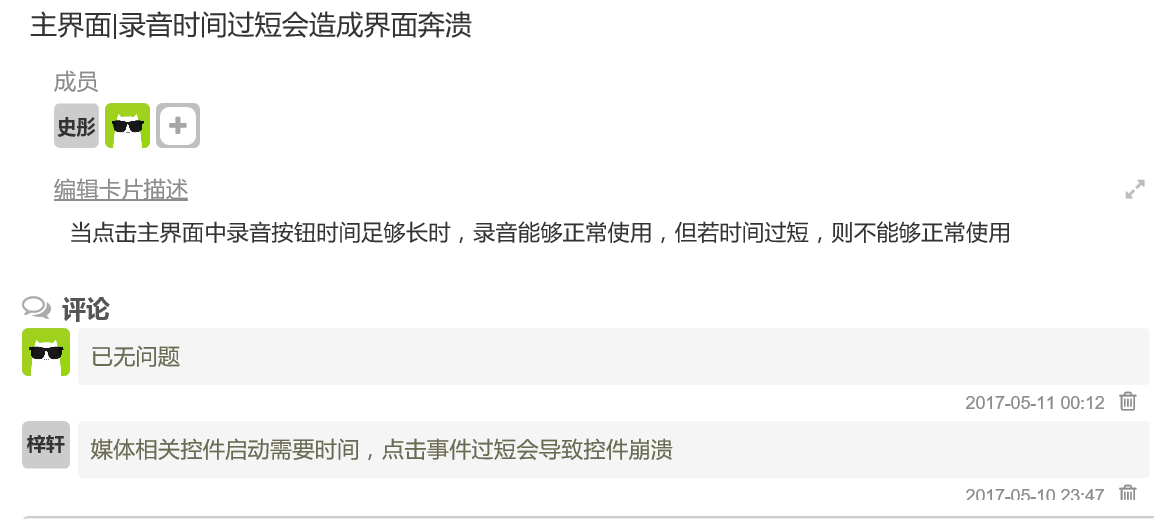 主界面|录音时间过短会造成界面奔溃
成员
史彤
编辑卡片描述
当点击主界面中录音按钮时间足够长时，录音能够正常使用，但若时间过短，则不能够正常使用
评论
已无问题
2017-05-11 00:12
梓轩
媒体相关控件启动需要时间，点击事件过短会导致控件崩溃
2017-05-10 23:47